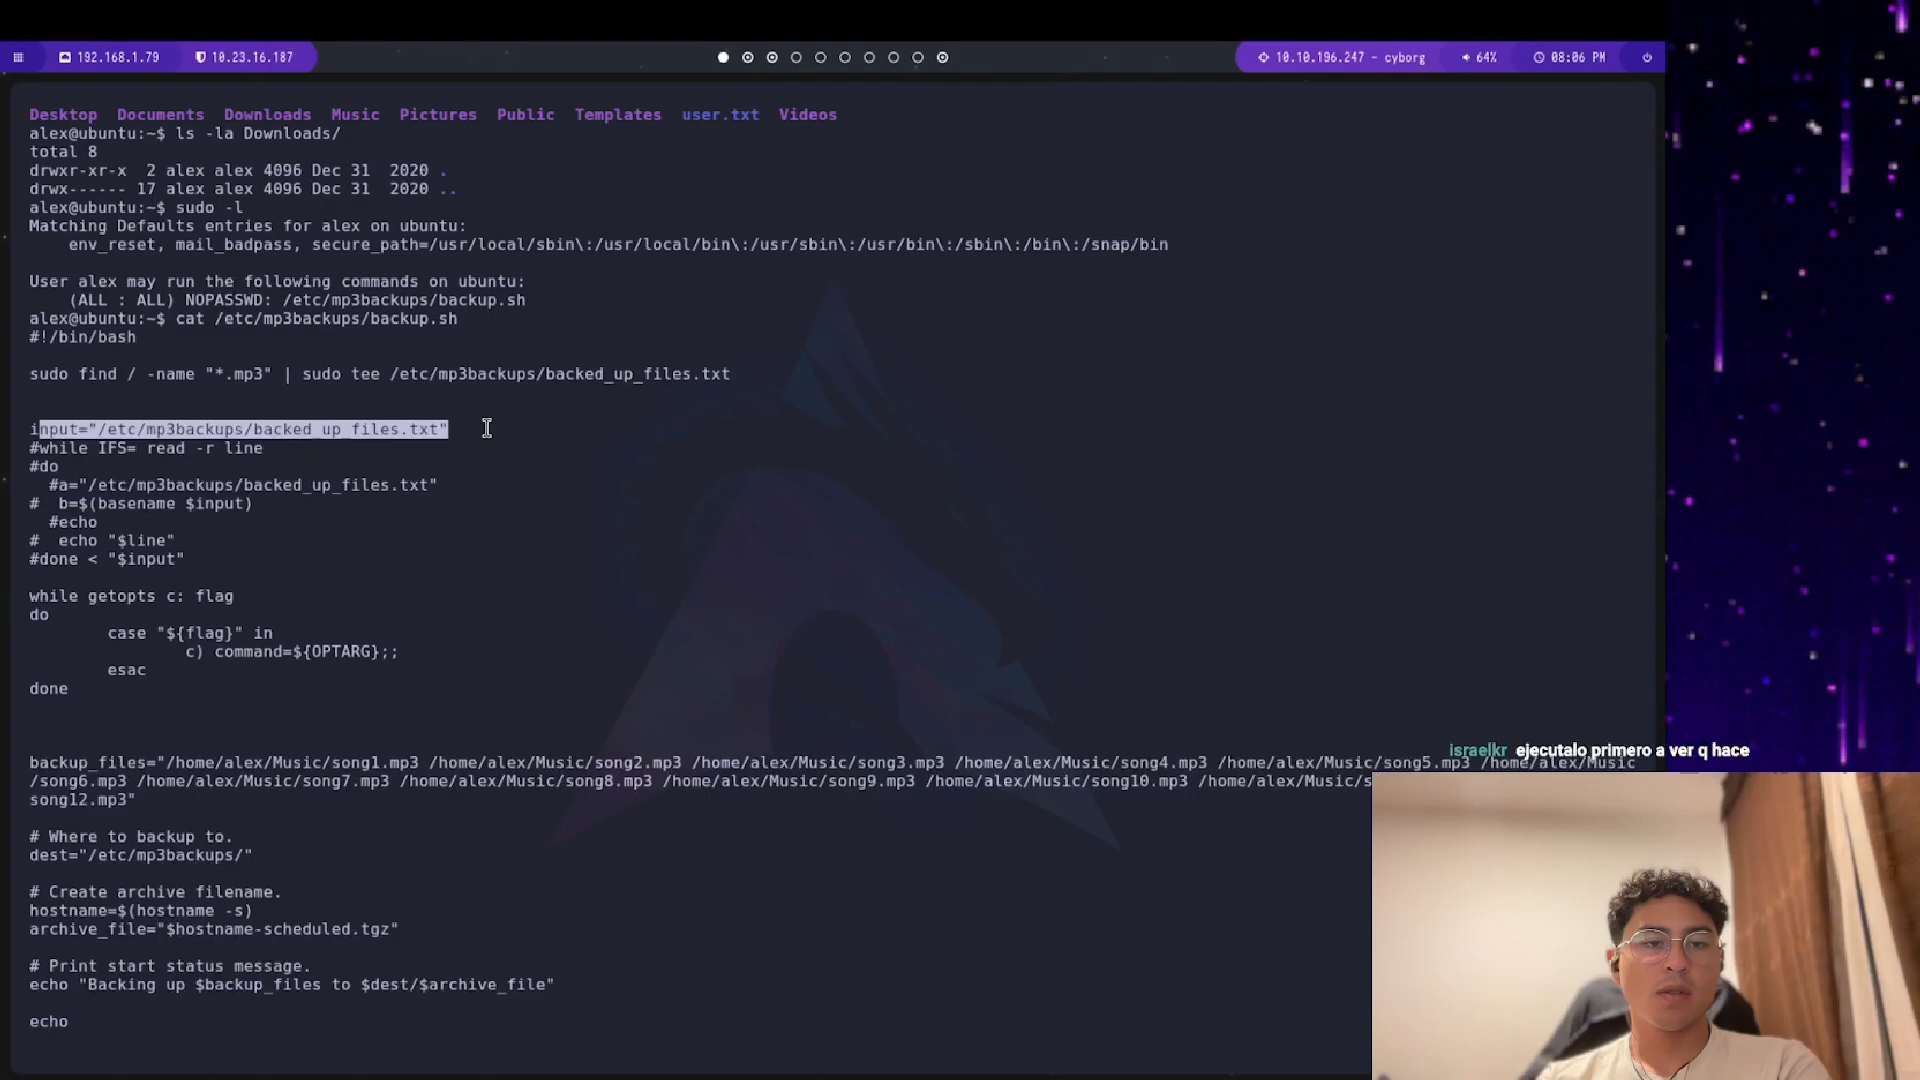 192.168.1.79 10.23.16.187 10.10.196.247 - cyborg 64% 08:06 PM
Desktop Documents Downloads Music Pictures Public Templates user.txt Videos
alex@ubuntu:~$ ls -la Downloads/
total 8
drwxr-xr-x  2 alex alex 4096 Dec 31  2020 .
drwx------ 17 alex alex 4096 Dec 31  2020 ..
alex@ubuntu:~$ sudo -l
Matching Defaults entries for alex on ubuntu:
    env_reset, mail_badpass, secure_path=/usr/local/sbin\:/usr/local/bin\:/usr/sbin\:/usr/bin\:/sbin\:/bin\:/snap/bin
User alex may run the following commands on ubuntu:
    (ALL : ALL) NOPASSWD: /etc/mp3backups/backup.sh
alex@ubuntu:~$ cat /etc/mp3backups/backup.sh
#!/bin/bash
sudo find / -name "*.mp3" | sudo tee /etc/mp3backups/backed_up_files.txt
input="/etc/mp3backups/backed_up_files.txt"
#while IFS= read -r line
#do
  #a="/etc/mp3backups/backed_up_files.txt"
#  b=$(basename $input)
  #echo
#  echo "$line"
#done < "$input"
while getopts c: flag
do
        case "${flag}" in
                c) command=${OPTARG};;
        esac
done
israelkr ejecutalo primero a ver q hace
backup_files="/home/alex/Music/song1.mp3 /home/alex/Music/song2.mp3 /home/alex/Music/song3.mp3 /home/alex/Music/song4.mp3 /home/alex/Music/song5.mp3 /home/alex/Music
/song6.mp3 /home/alex/Music/song7.mp3 /home/alex/Music/song8.mp3 /home/alex/Music/song9.mp3 /home/alex/Music/song10.mp3 /home/alex/Music/s
song12.mp3"
# Where to backup to.
dest="/etc/mp3backups/"
# Create archive filename.
hostname=$(hostname -s)
archive_file="$hostname-scheduled.tgz"
# Print start status message.
echo "Backing up $backup_files to $dest/$archive_file"
echo